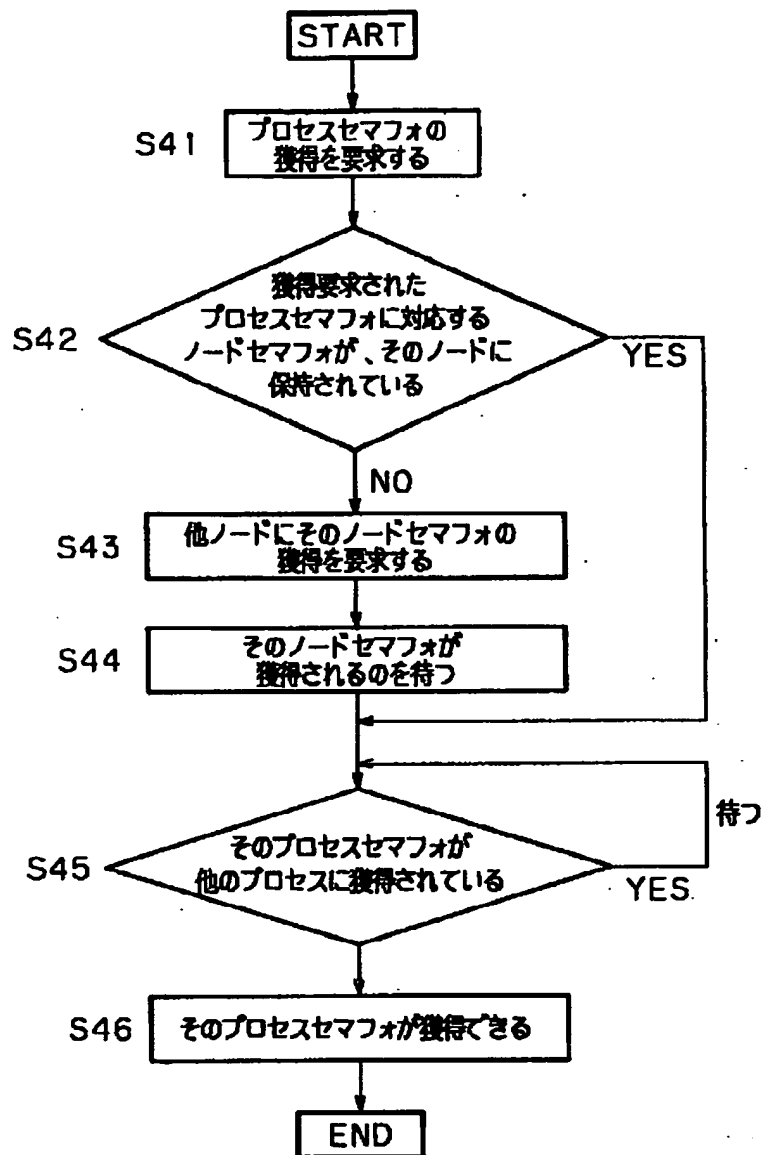 START
S41
プロセスセマフォの
獲得を要求する
S42
獲得要求された
プロセスセマフォに対応する
ノードセマフォが、そのノードに
保持されている
YES
NO
S43
他ノードにそのノードセマフォの
獲得を要求する
S44
そのノードセマフォが
獲得されるのを待つ
待つ
S45
そのプロセスセマフォが
他のプロセスに獲得されている
YES
S46
そのプロセスセマフォが獲得できる
END